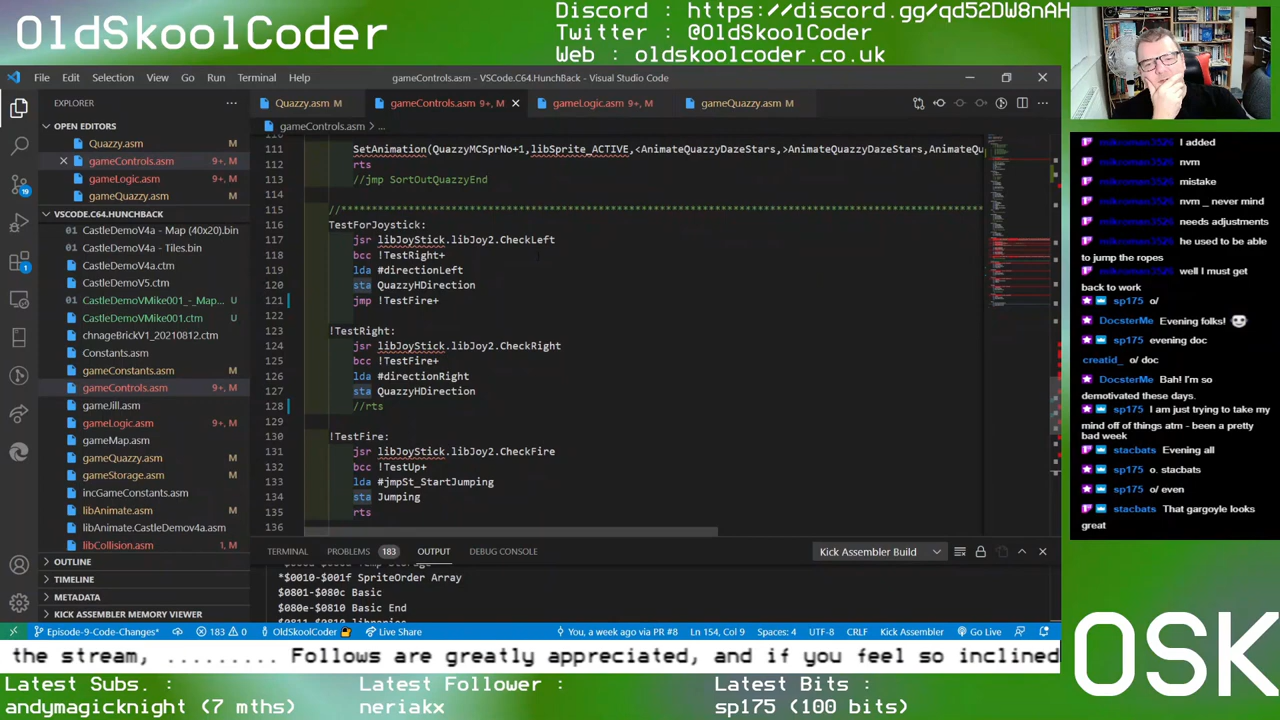 OldSkoolCoder
Discord : https://discord.gg/qd52DW8nAH
Twitter : @OldSkoolCoder
Web : oldskoolcoder.co.uk
File Edit Selection View Go Run Terminal Help
gameControls.asm - VSCode.C64.HunchBack - Visual Studio Code
EXPLORER
Quazzy.asm M
gameControls.asm 9+, M
gameLogic.asm 9+, M
gameQuazzy.asm M
gameControls.asm > ...
OPEN EDITORS
Quazzy.asm M
gameControls.asm 9+, M
gameLogic.asm 9+, M
gameQuazzy.asm M
VSCODE.C64.HUNCHBACK
CastleDemoV4a - Map (40x20).bin
CastleDemoV4a - Tiles.bin
CastleDemoV4a.ctm
CastleDemoV5.ctm
CastleDemoVMike001_-_Map... U
CastleDemoVMike001.ctm U
chnageBrickV1_20210812.ctm
Constants.asm
gameConstants.asm M
gameControls.asm 9+, M
gameJill.asm
gameLogic.asm 9+, M
gameMap.asm
gameQuazzy.asm M
gameStorage.asm M
incGameConstants.asm
libAnimate.asm M
libAnimate.CastleDemov4a.asm
libCollision.asm 1, M
OUTLINE
TIMELINE
METADATA
KICK ASSEMBLER MEMORY VIEWER
111 SetAnimation(QuazzyMCSprNo+1,libSprite_ACTIVE,<AnimateQuazzyDazeStars,>AnimateQuazzyDazeStars,AnimateQu
112 rts
113 //jmp SortOutQuazzyEnd
114
115 //************************************************************
116 TestForJoystick:
117 jsr libJoyStick.libJoy2.CheckLeft
118 bcc !TestRight+
119 lda #directionLeft
120 sta QuazzyHDirection
121 jmp !TestFire+
122
123 !TestRight:
124 jsr libJoyStick.libJoy2.CheckRight
125 bcc !TestFire+
126 lda #directionRight
127 sta QuazzyHDirection
128 //rts
129
130 !TestFire:
131 jsr libJoyStick.libJoy2.CheckFire
132 bcc !TestUp+
133 lda #jmpSt_StartJumping
134 sta Jumping
135 rts
136
TERMINAL PROBLEMS 183 OUTPUT DEBUG CONSOLE
Kick Assembler Build
*$0010-$001f SpriteOrder Array
$0801-$080c Basic
$080e-$0810 Basic End
Episode-9-Code-Changes* 183 0 OldSkoolCoder Live Share
You, a week ago via PR #8 Ln 154, Col 9 Spaces: 4 UTF-8 CRLF Kick Assembler Go Live
mikroman3526 I added
mikroman3526 nvm
mikroman3526 mistake
mikroman3526 nvm _ never mind
mikroman3526 needs adjustments
mikroman3526 he used to be able
to jump the ropes
mikroman3526 well I must get
back to work
sp175 o/
DocsterMe Evening folks!
sp175 evening doc
creatid_ o/ doc
DocsterMe Bah! I'm so
demotivated these days.
sp175 I am just trying to take my
mind off of things atm - been a pretty
bad week
stacbats Evening all
sp175 o. stacbats
sp175 o/ even
stacbats That gargoyle looks
great
OSK
the stream, ......... Follows are greatly appreciated, and if you feel so inclined
Latest Subs. :
andymagicknight (7 mths)
Latest Follower :
neriakx
Latest Bits :
sp175 (100 bits)